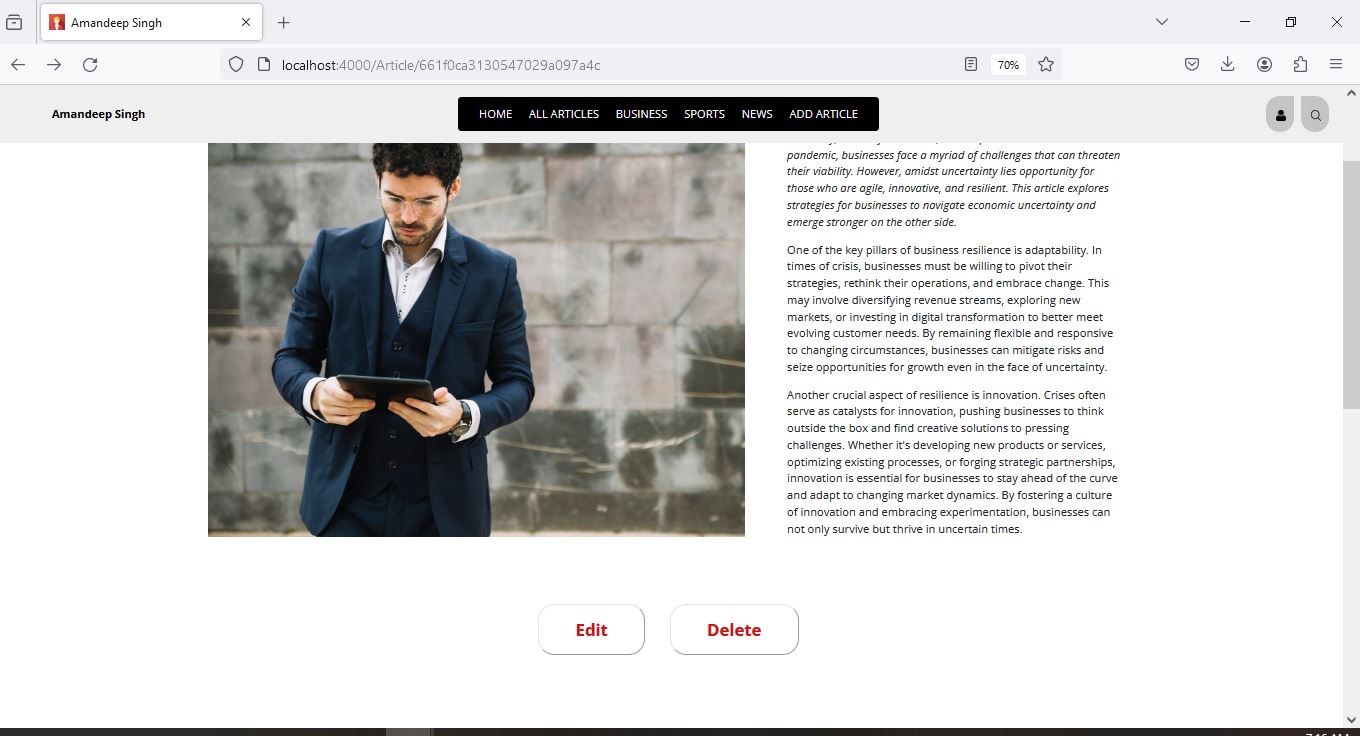 Amandeep Singh
localhost:4000/Article/661f0ca3130547029a097a4c
70%
Amandeep Singh
HOME ALL ARTICLES BUSINESS SPORTS NEWS ADD ARTICLE
pandemic, businesses face a myriad of challenges that can threaten
their viability. However, amidst uncertainty lies opportunity for
those who are agile, innovative, and resilient. This article explores
strategies for businesses to navigate economic uncertainty and
emerge stronger on the other side.
One of the key pillars of business resilience is adaptability. In
times of crisis, businesses must be willing to pivot their
strategies, rethink their operations, and embrace change. This
may involve diversifying revenue streams, exploring new
markets, or investing in digital transformation to better meet
evolving customer needs. By remaining flexible and responsive
to changing circumstances, businesses can mitigate risks and
seize opportunities for growth even in the face of uncertainty.
Another crucial aspect of resilience is innovation. Crises often
serve as catalysts for innovation, pushing businesses to think
outside the box and find creative solutions to pressing
challenges. Whether it's developing new products or services,
optimizing existing processes, or forging strategic partnerships,
innovation is essential for businesses to stay ahead of the curve
and adapt to changing market dynamics. By fostering a culture
of innovation and embracing experimentation, businesses can
not only survive but thrive in uncertain times.
Edit Delete